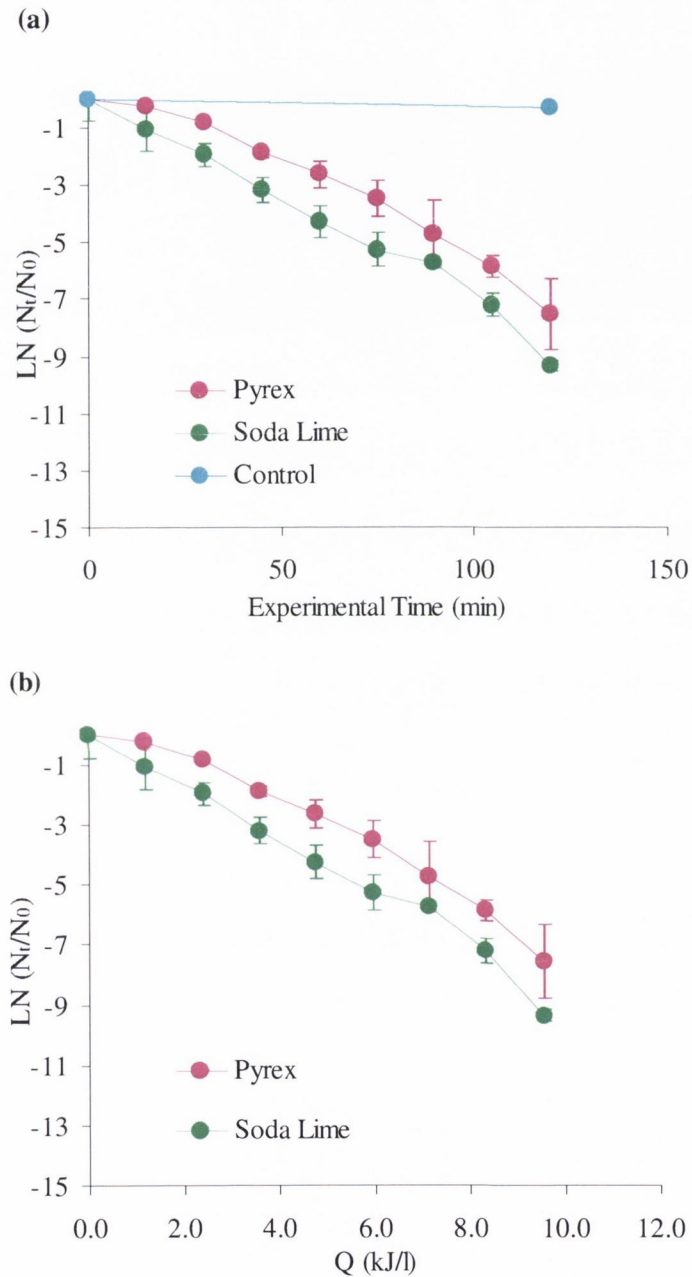 (a)
-1
-3
-5
-7
-9
-11
-13
-15
LN (Nt/N0)
Pyrex
Soda Lime
Control
0 50 100 150
Experimental Time (min)
(b)
-1
-3
-5
-7
-9
-11
-13
-15
LN (Nt/N0)
Pyrex
Soda Lime
0.0 2.0 4.0 6.0 8.0 10.0 12.0
Q (kJ/l)